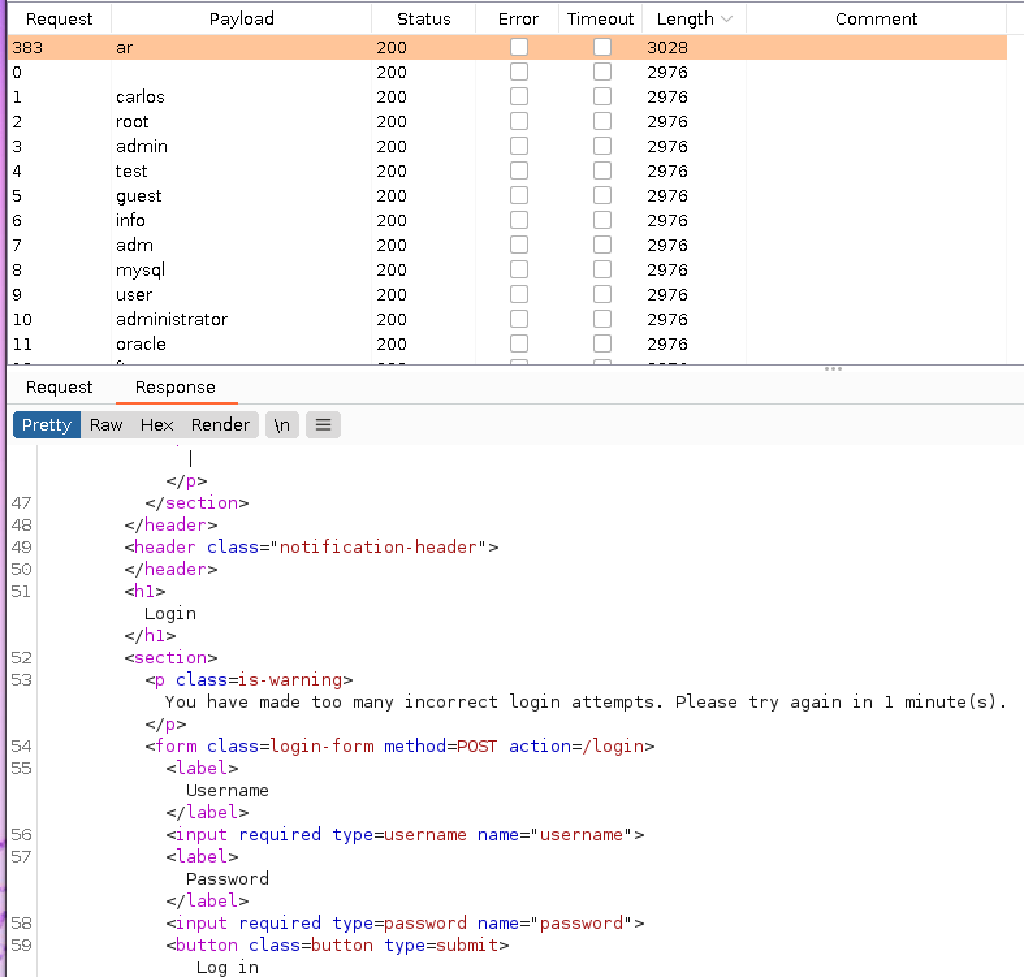 Request Payload Status Error Timeout Length Comment
383 ar 200 3028
0 200 2976
1 carlos 200 2976
2 root 200 2976
3 admin 200 2976
4 test 200 2976
5 guest 200 2976
6 info 200 2976
7 adm 200 2976
8 mysql 200 2976
9 user 200 2976
10 administrator 200 2976
11 oracle 200 2976
Request Response
Pretty Raw Hex Render \n
|
</p>
47 </section>
48 </header>
49 <header class="notification-header">
50 </header>
51 <h1>
Login
</h1>
52 <section>
53 <p class=is-warning>
You have made too many incorrect login attempts. Please try again in 1 minute(s).
</p>
54 <form class=login-form method=POST action=/login>
55 <label>
Username
</label>
56 <input required type=username name="username">
57 <label>
Password
</label>
58 <input required type=password name="password">
59 <button class=button type=submit>
Log in